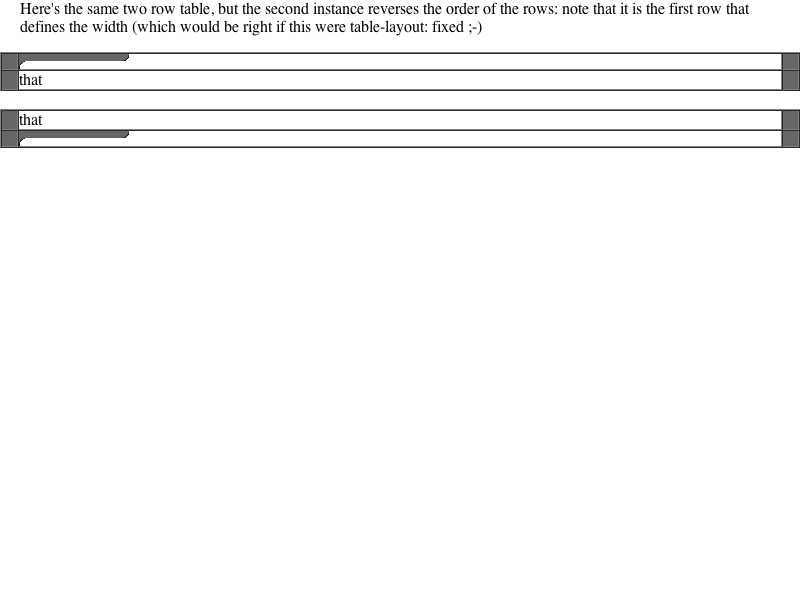 Here's the same two row table, but the second instance reverses the order of the rows: note that it is the first row that
defines the width (which would be right if this were table-layout: fixed ;-)
that
that